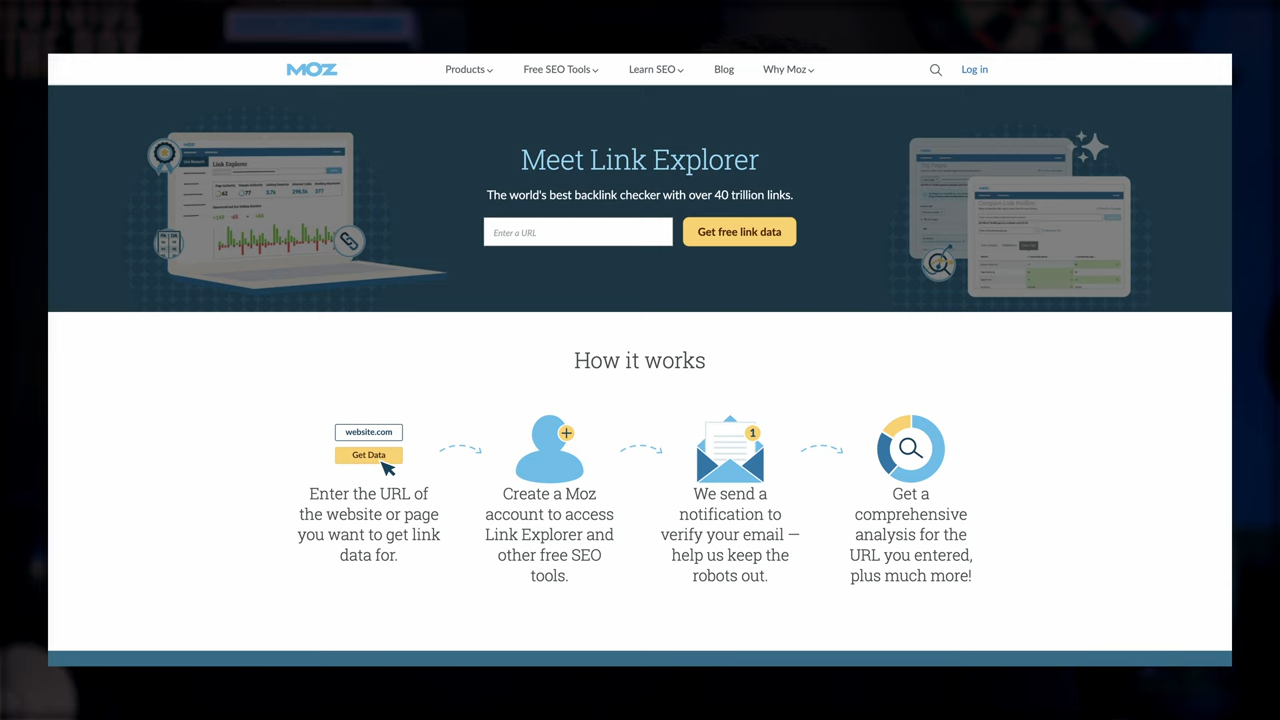 MOZ
Products
Free SEO Tools
Learn SEO
Blog
Why Moz
Log in
Meet Link Explorer
The world's best backlink checker with over 40 trillion links.
Enter a URL
Get free link data
Link Explorer
How it works
website.com
Get Data
1
Enter the URL of
the website or page
you want to get link
data for.
Create a Moz
account to access
Link Explorer and
other free SEO
tools.
We send a
notification to
verify your email —
help us keep the
robots out.
Get a
comprehensive
analysis for the
URL you entered,
plus much more!